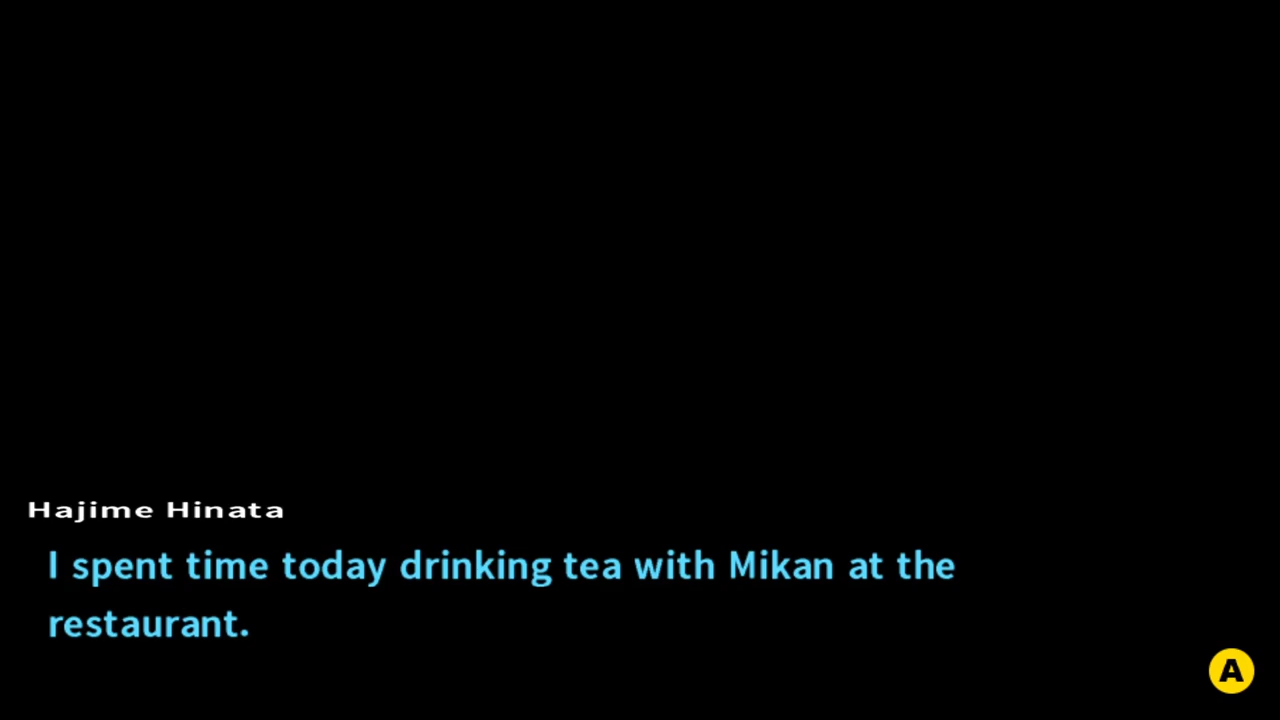 Hajime Hinata
I spent time today drinking tea with Mikan at the
restaurant.
A